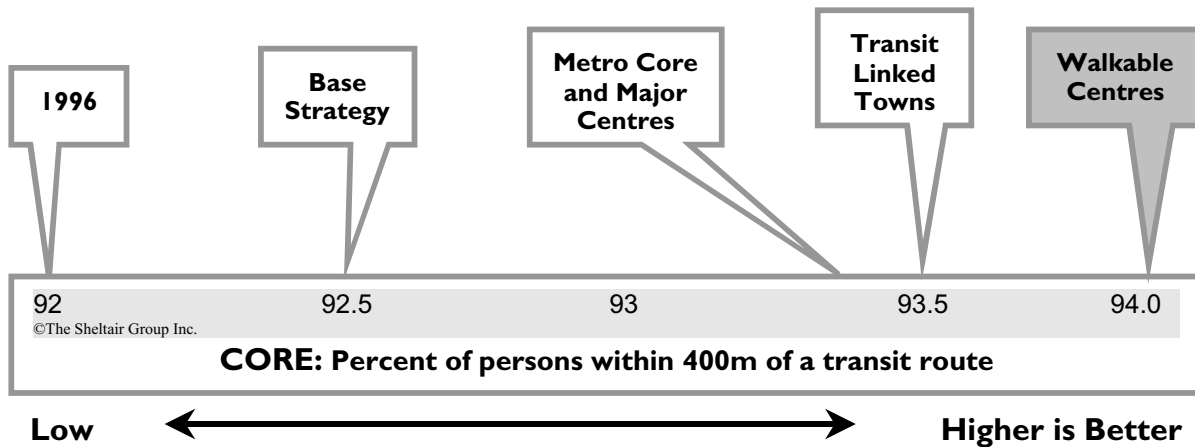 1996
Base
Strategy
Metro Core
and Major
Centres
Transit
Linked
Towns
Walkable
Centres
92 92.5 93 93.5 94.0
©The Sheltair Group Inc.
CORE: Percent of persons within 400m of a transit route
Low Higher is Better